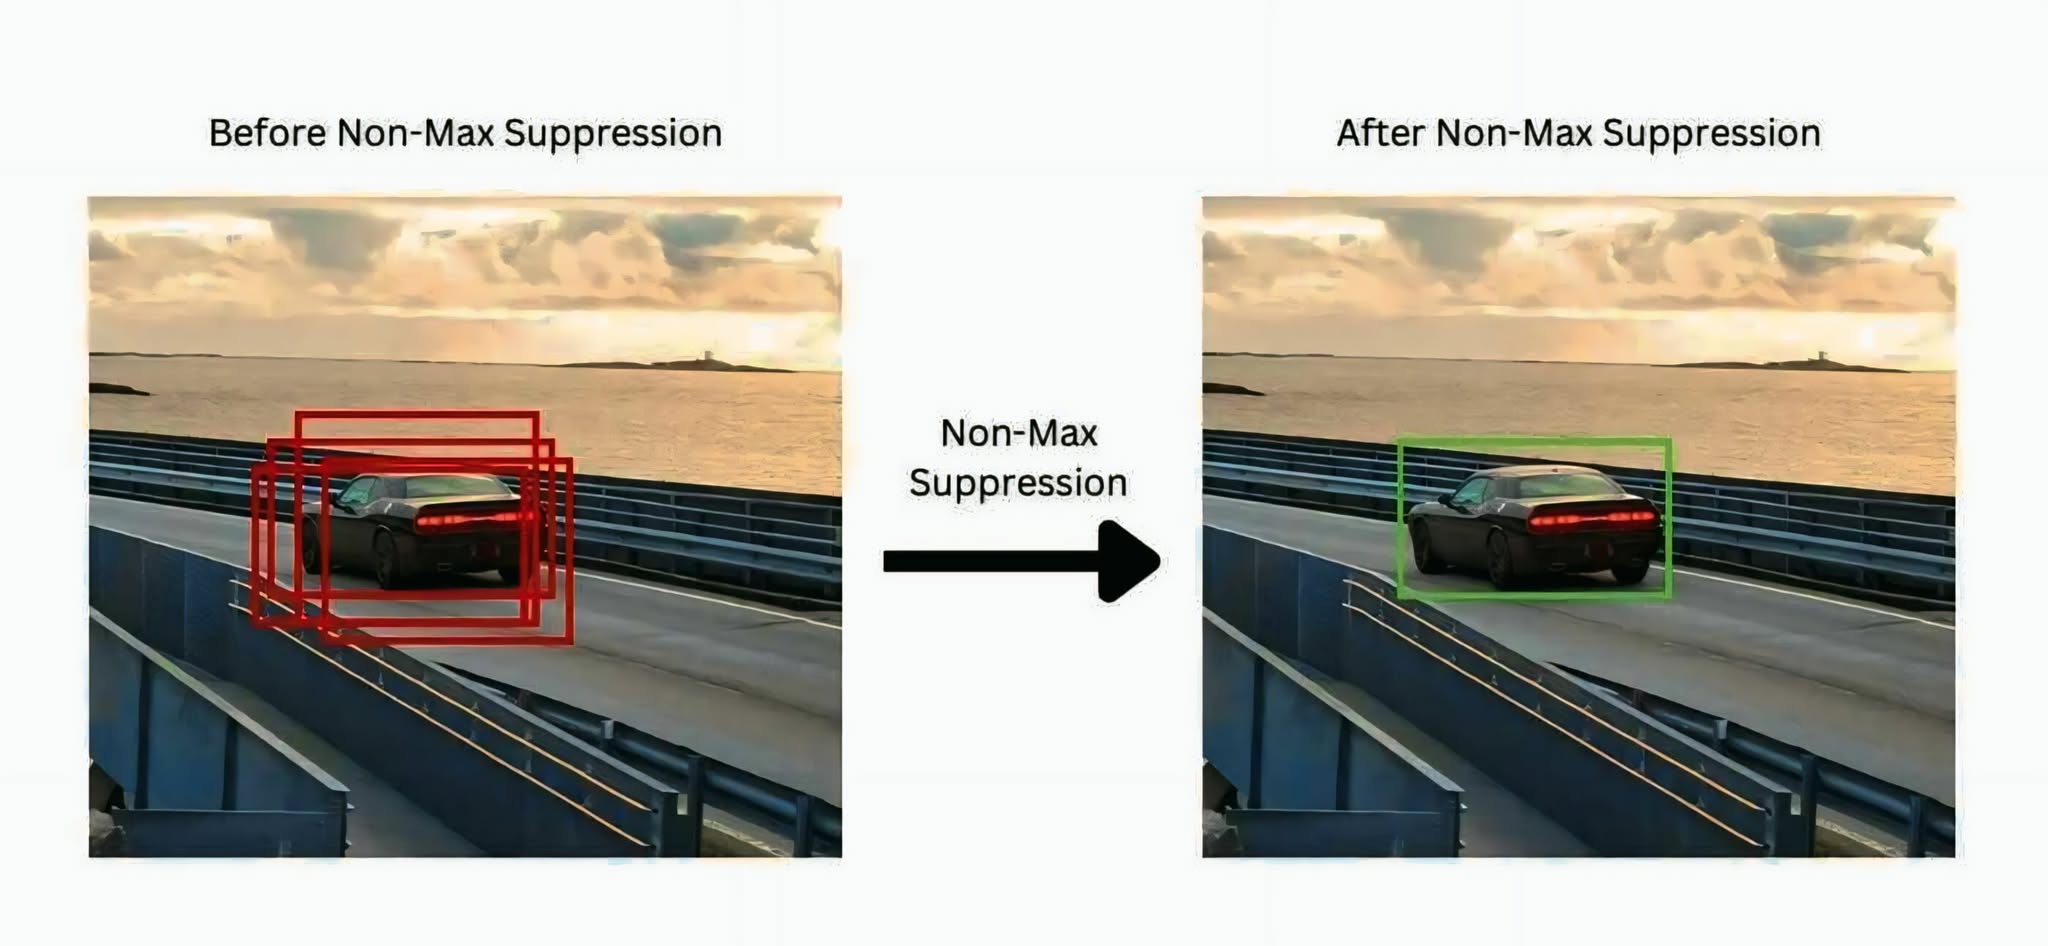 Before Non-Max Suppression
After Non-Max Suppression
Non-Max
Suppression